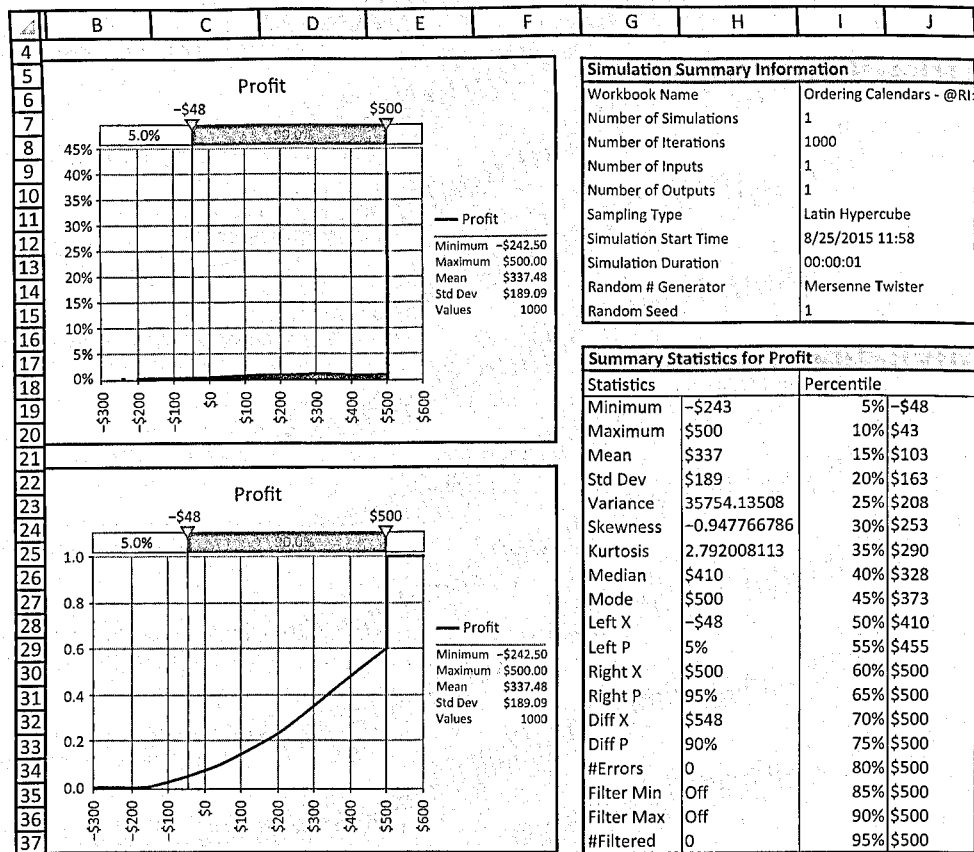 B C D E F G H I J
4
5
6
7
8
9
10
11
12
13
14
15
16
17
18
19
20
21
22
23
24
25
26
27
28
29
30
31
32
33
34
35
36
37
Profit
–$48 $500
5.0% 90.0%
45%
40%
35%
30%
25%
20%
15%
10%
5%
0%
–$300 –$200 –$100 $0 $100 $200 $300 $400 $500 $600
Profit
Minimum –$242.50
Maximum $500.00
Mean $337.48
Std Dev $189.09
Values 1000
Profit
–$48 $500
5.0% 90.0%
1.0
0.8
0.6
0.4
0.2
0.0
–$300 –$200 –$100 $0 $100 $200 $300 $400 $500 $600
Profit
Minimum –$242.50
Maximum $500.00
Mean $337.48
Std Dev $189.09
Values 1000
Simulation Summary Information
Workbook Name Ordering Calendars - @RI
Number of Simulations 1
Number of Iterations 1000
Number of Inputs 1
Number of Outputs 1
Sampling Type Latin Hypercube
Simulation Start Time 8/25/2015 11:58
Simulation Duration 00:00:01
Random # Generator Mersenne Twister
Random Seed 1
Summary Statistics for Profit
Statistics Percentile
Minimum –$243 5% –$48
Maximum $500 10% $43
Mean $337 15% $103
Std Dev $189 20% $163
Variance 35754.13508 25% $208
Skewness –0.947766786 30% $253
Kurtosis 2.792008113 35% $290
Median $410 40% $328
Mode $500 45% $373
Left X –$48 50% $410
Left P 5% 55% $455
Right X $500 60% $500
Right P 95% 65% $500
Diff X $548 70% $500
Diff P 90% 75% $500
#Errors 0 80% $500
Filter Min Off 85% $500
Filter Max Off 90% $500
#Filtered 0 95% $500